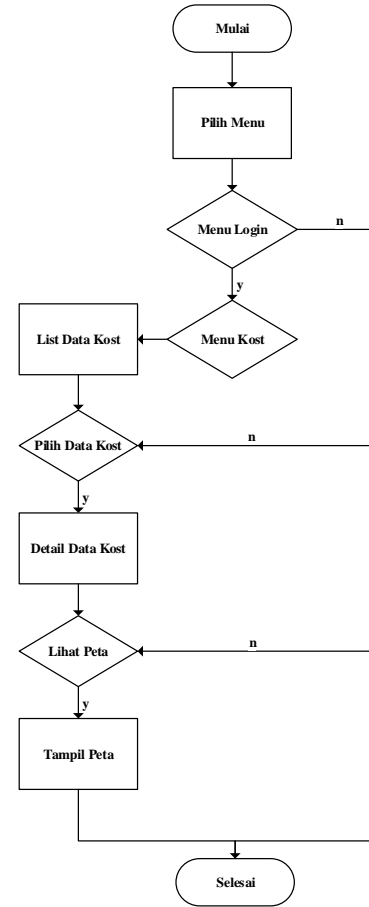 Mulai
Pilih Menu
Menu Login
n
y
List Data Kost
Menu Kost
Pilih Data Kost
n
y
Detail Data Kost
Lihat Peta
n
y
Tampil Peta
Selesai